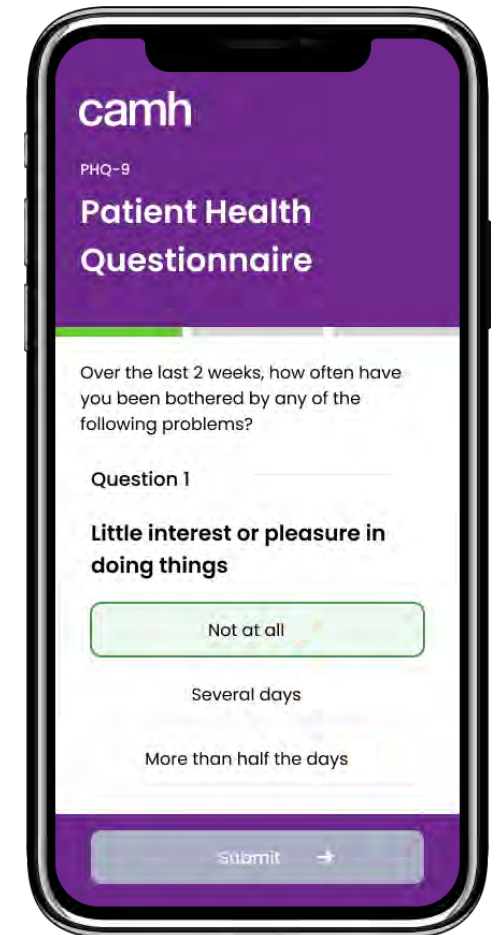 camh
PHQ-9
Patient Health
Questionnaire
Over the last 2 weeks, how often have
you been bothered by any of the
following problems?
Question 1
Little interest or pleasure in
doing things
Not at all
Several days
More than half the days
Submit